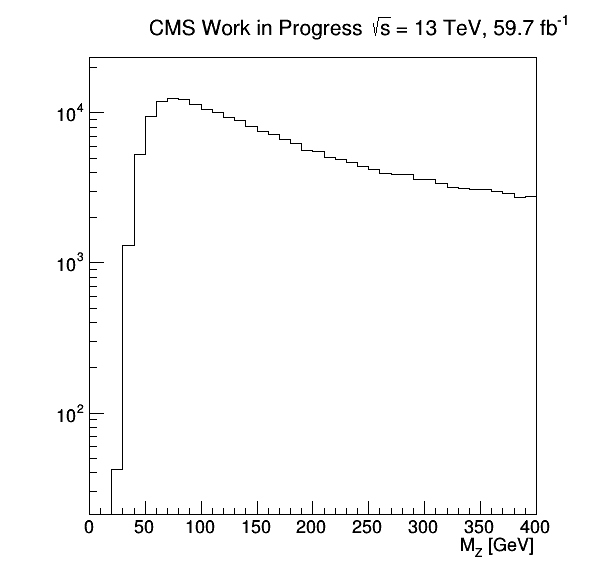 CMS Work in Progress √s = 13 TeV, 59.7 fb⁻¹
10⁴
10³
10²
0 50 100 150 200 250 300 350 400
M_Z [GeV]